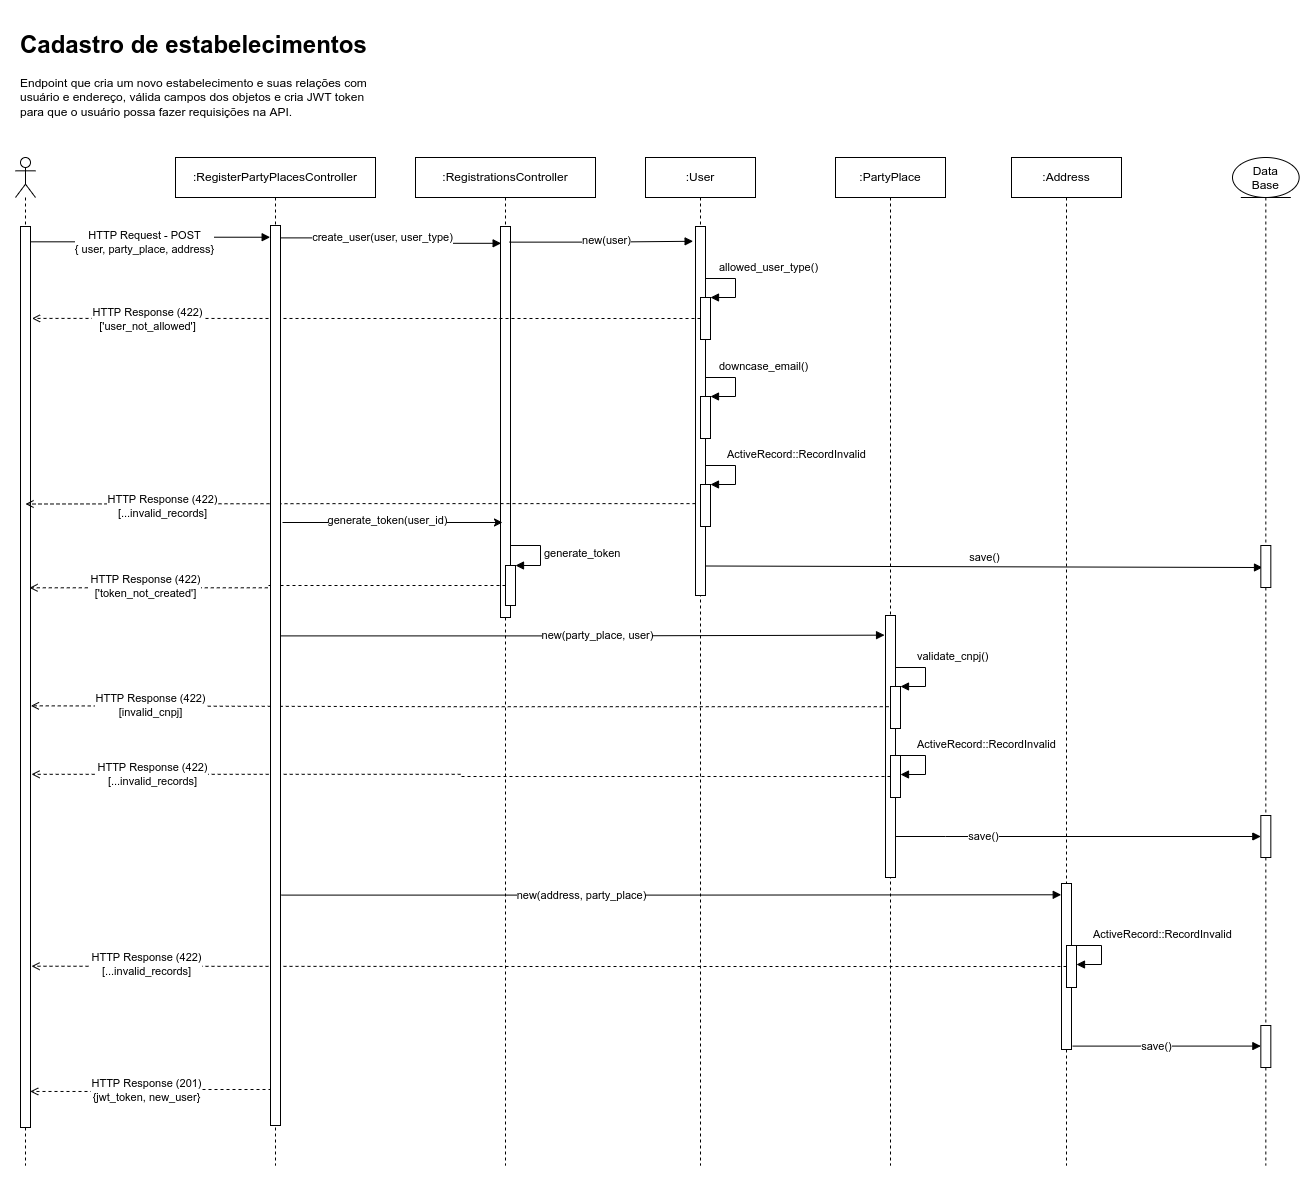 Cadastro de estabelecimentos
Endpoint que cria um novo estabelecimento e suas relações com
usuário e endereço, válida campos dos objetos e cria JWT token
para que o usuário possa fazer requisições na API.
:RegisterPartyPlacesController
:RegistrationsController
:User
:PartyPlace
:Address
Data
Base
HTTP Request - POST
{ user, party_place, address}
create_user(user, user_type)
new(user)
allowed_user_type()
HTTP Response (422)
['user_not_allowed']
downcase_email()
ActiveRecord::RecordInvalid
HTTP Response (422)
[...invalid_records]
generate_token(user_id)
generate_token
save()
HTTP Response (422)
['token_not_created']
new(party_place, user)
validate_cnpj()
HTTP Response (422)
[invalid_cnpj]
ActiveRecord::RecordInvalid
HTTP Response (422)
[...invalid_records]
save()
new(address, party_place)
ActiveRecord::RecordInvalid
HTTP Response (422)
[...invalid_records]
save()
HTTP Response (201)
{jwt_token, new_user}